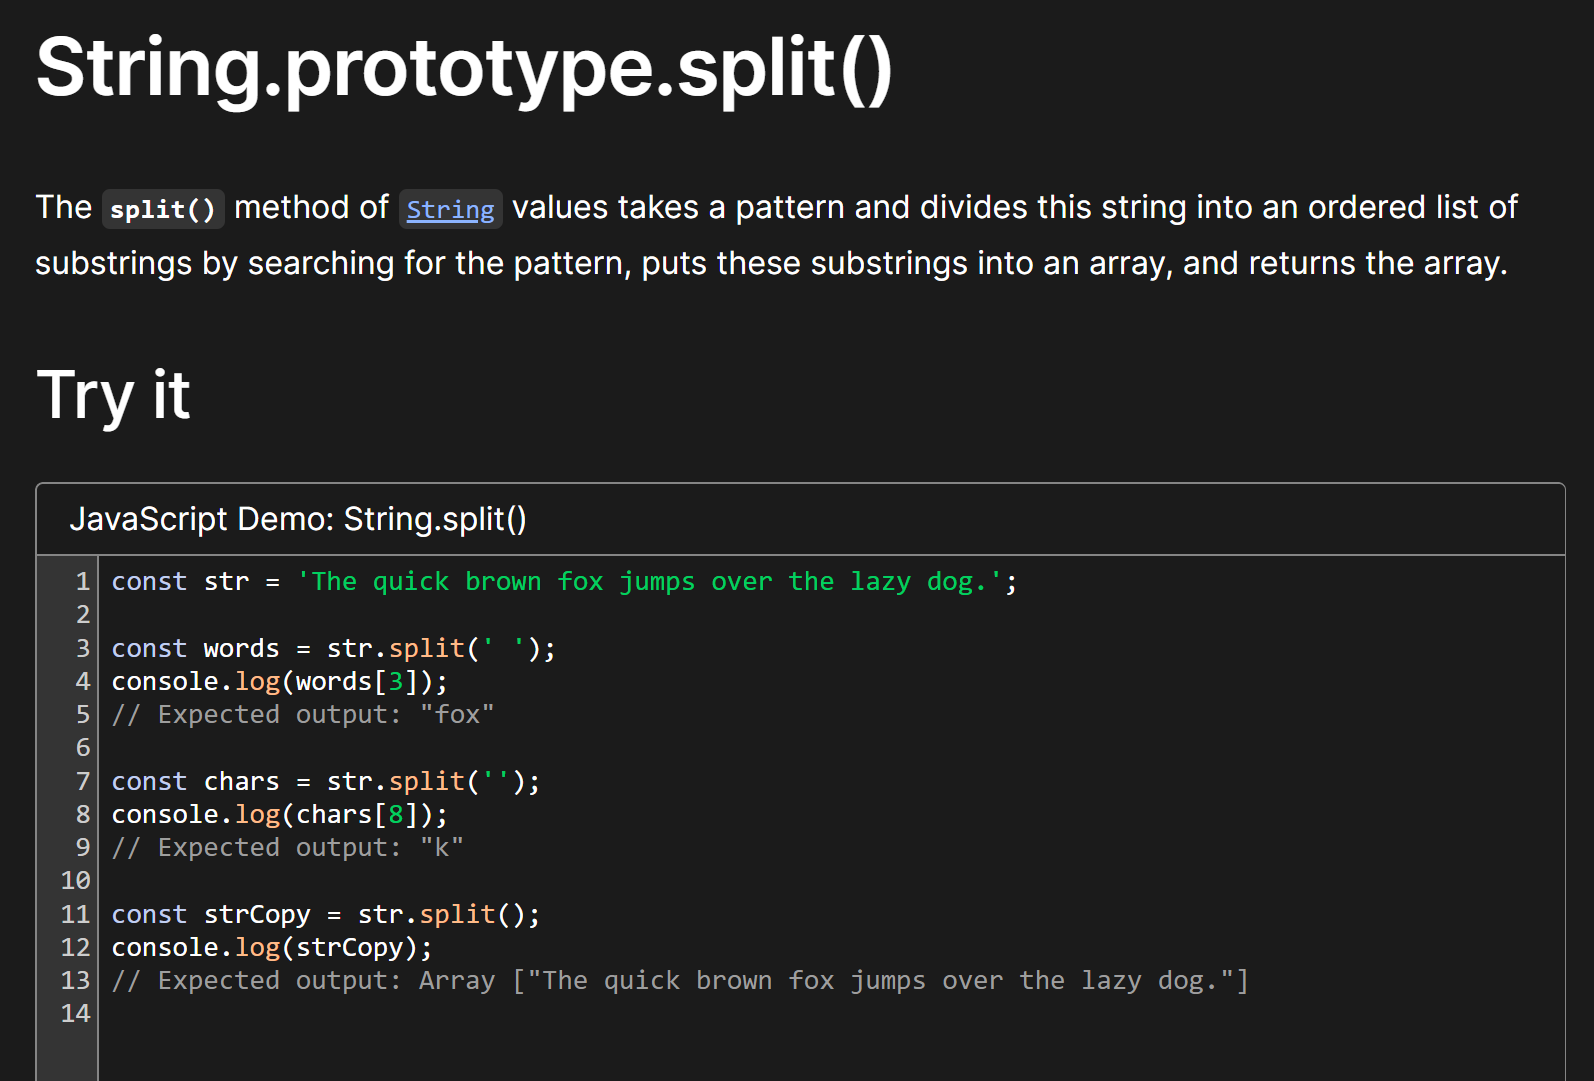 String.prototype.split()
The split() method of String values takes a pattern and divides this string into an ordered list of
substrings by searching for the pattern, puts these substrings into an array, and returns the array.
Try it
JavaScript Demo: String.split()
1 const str = 'The quick brown fox jumps over the lazy dog.';
2
3 const words = str.split(' ');
4 console.log(words[3]);
5 // Expected output: "fox"
6
7 const chars = str.split('');
8 console.log(chars[8]);
9 // Expected output: "k"
10
11 const strCopy = str.split();
12 console.log(strCopy);
13 // Expected output: Array ["The quick brown fox jumps over the lazy dog."]
14